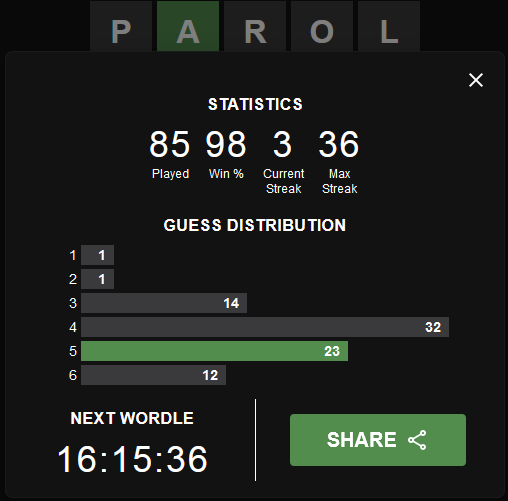 P A R O L
STATISTICS
85 98 3 36
Played Win % Current Streak Max Streak
GUESS DISTRIBUTION
1 1
2 1
3 14
4 32
5 23
6 12
NEXT WORDLE
16:15:36
SHARE